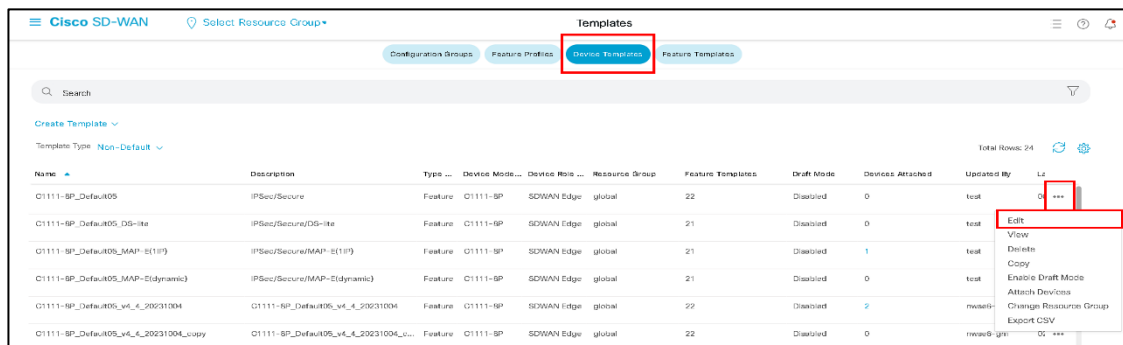 Cisco SD-WAN Select Resource Group Templates
Configuration Groups Feature Profiles Device Templates Feature Templates
Search
Create Template
Template Type Non-Default Total Rows: 24
Name Description Type ... Device Mode... Device Role ... Resource Group Feature Templates Draft Mode Devices Attached Updated By La
C1111-8P_Default05 IPSec/Secure Feature C1111-8P SDWAN Edge global 22 Disabled 0 test ...
Edit
C1111-8P_Default05_DS-lite IPSec/Secure/DS-lite Feature C1111-8P SDWAN Edge global 21 Disabled 0 test
View
Delete
C1111-8P_Default05_MAP-E(1IP) IPSec/Secure/MAP-E(1IP) Feature C1111-8P SDWAN Edge global 21 Disabled 1 test
Copy
C1111-8P_Default05_MAP-E(dynamic) IPSec/Secure/MAP-E(dynamic) Feature C1111-8P SDWAN Edge global 21 Disabled 0 test
Enable Draft Mode
Attach Devices
C1111-8P_Default05_v4_4_20231004 C1111-8P_Default05_v4_4_20231004 Feature C1111-8P SDWAN Edge global 22 Disabled 2
Change Resource Group
Export CSV
C1111-8P_Default05_v4_4_20231004_copy C1111-8P_Default05_v4_4_20231004_c... Feature C1111-8P SDWAN Edge global 22 Disabled 0 ...